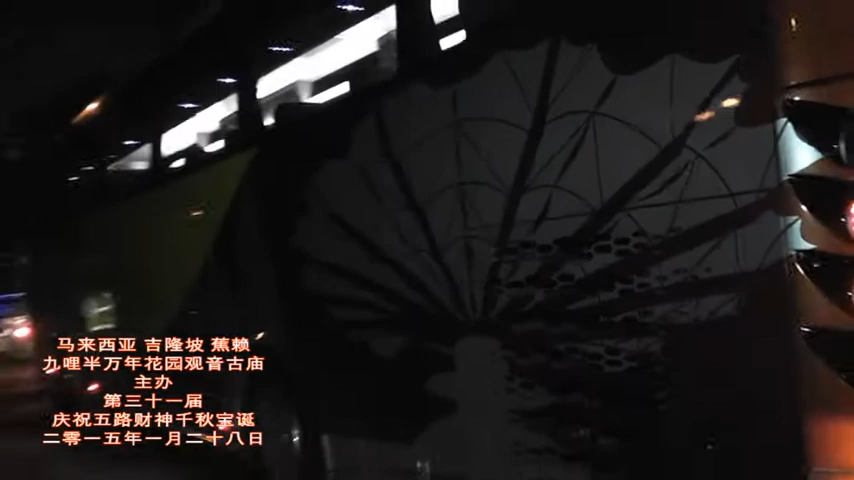 马来西亚 吉隆坡 蕉赖
九哩半万年花园观音古庙
主办
第三十一届
庆祝五路财神千秋宝诞
二零一五年一月二十八日